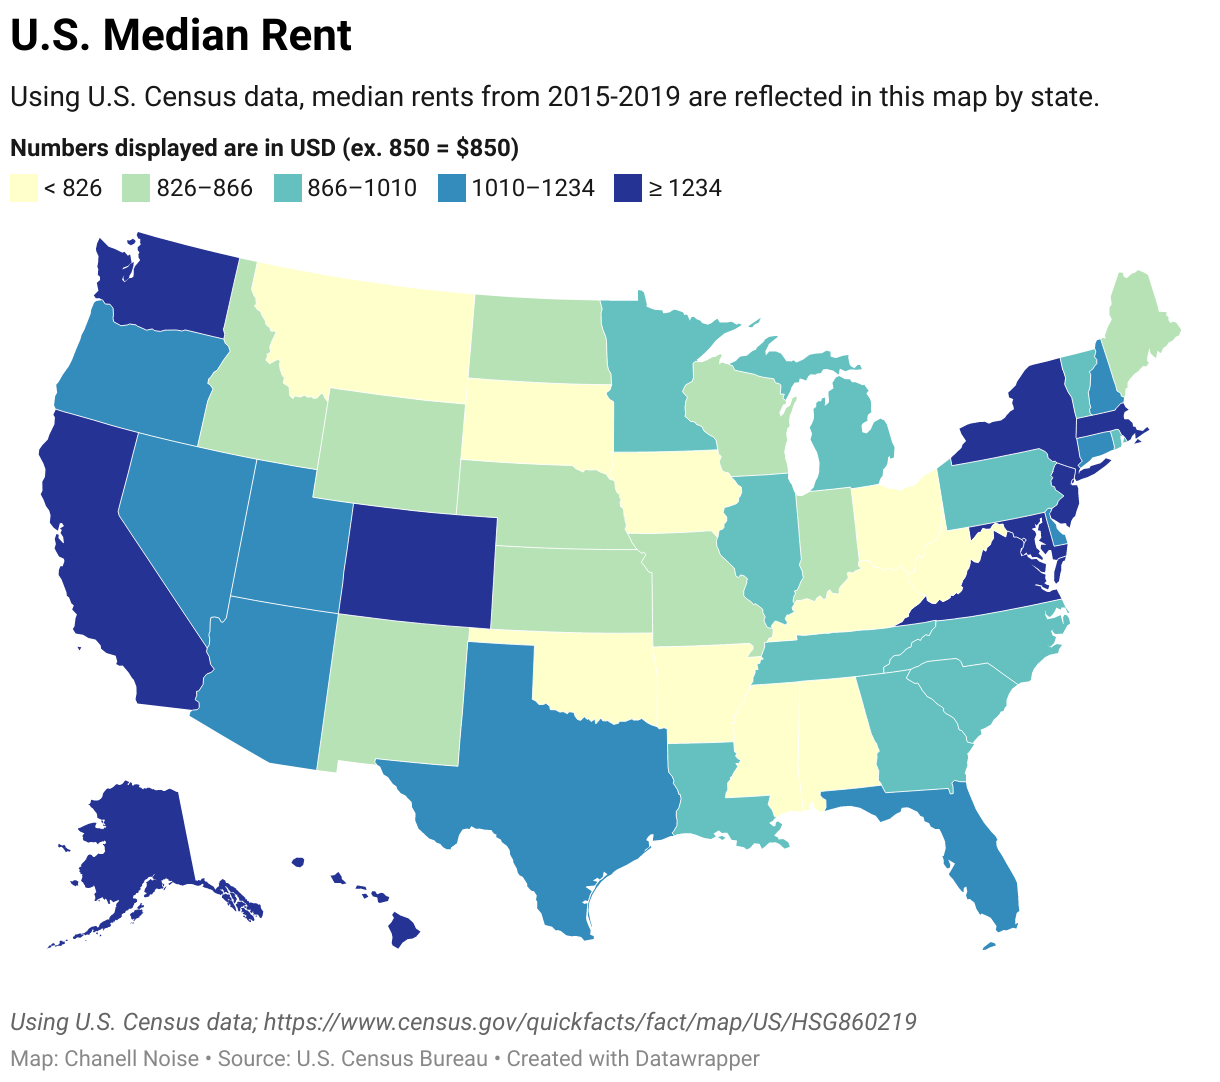 U.S. Median Rent
Using U.S. Census data, median rents from 2015-2019 are reflected in this map by state.
Numbers displayed are in USD (ex. 850 = $850)
< 826 826–866 866–1010 1010–1234 ≥ 1234
Using U.S. Census data; https://www.census.gov/quickfacts/fact/map/US/HSG860219
Map: Chanell Noise • Source: U.S. Census Bureau • Created with Datawrapper